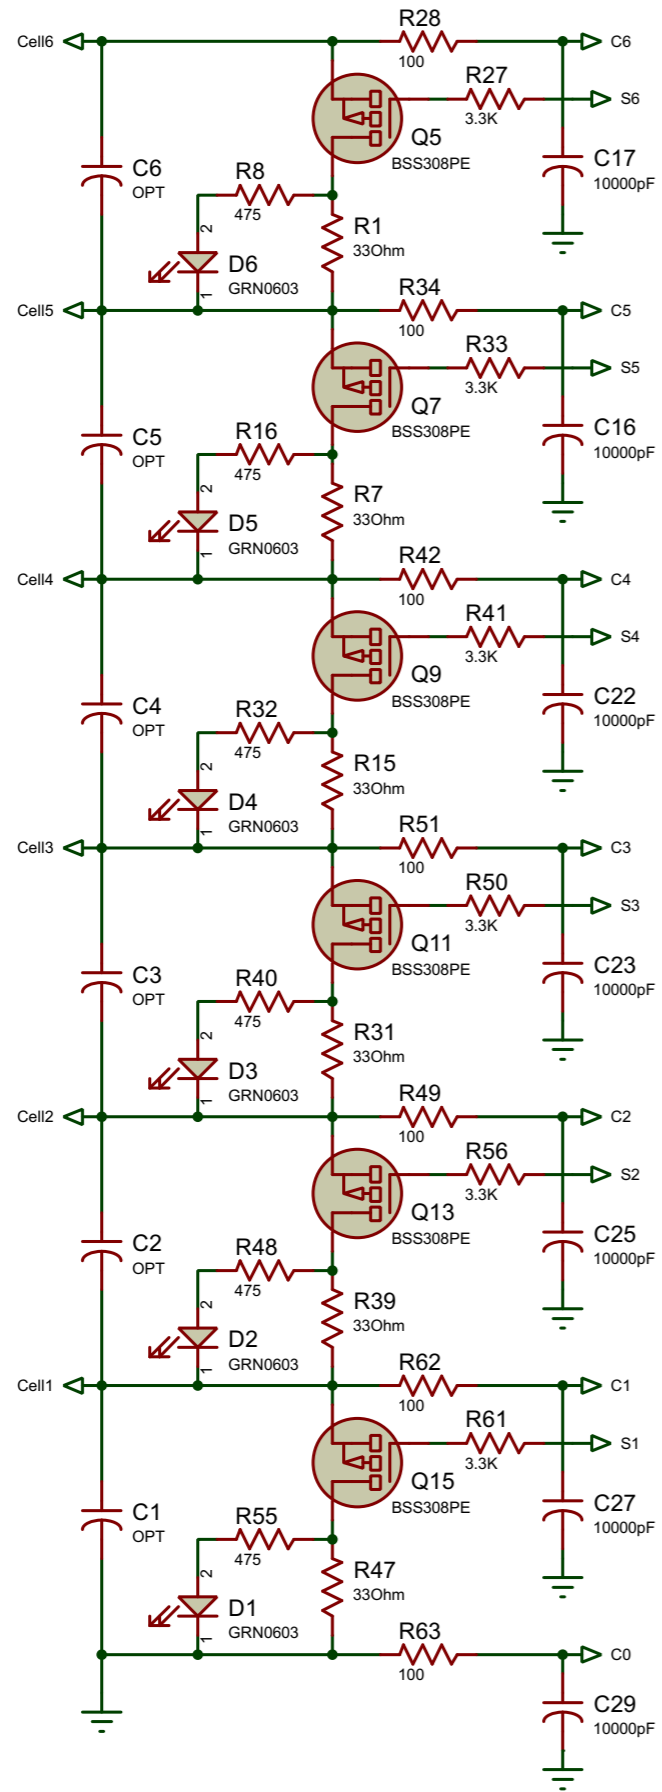 Cell6
R28
100
C6
R27
3.3K
S6
Q5
BSS308PE
C17
10000pF
C6
OPT
R8
475
2
R1
33Ohm
D6
GRN0603
1
Cell5
R34
100
C5
R33
3.3K
S5
Q7
BSS308PE
C16
10000pF
C5
OPT
R16
475
2
R7
33Ohm
D5
GRN0603
1
Cell4
R42
100
C4
R41
3.3K
S4
Q9
BSS308PE
C22
10000pF
C4
OPT
R32
475
2
R15
33Ohm
D4
GRN0603
1
Cell3
R51
100
C3
R50
3.3K
S3
Q11
BSS308PE
C23
10000pF
C3
OPT
R40
475
2
R31
33Ohm
D3
GRN0603
1
Cell2
R49
100
C2
R56
3.3K
S2
Q13
BSS308PE
C25
10000pF
C2
OPT
R48
475
2
R39
33Ohm
D2
GRN0603
1
Cell1
R62
100
C1
R61
3.3K
S1
Q15
BSS308PE
C27
10000pF
C1
OPT
R55
475
2
R47
33Ohm
D1
GRN0603
1
R63
100
C0
C29
10000pF